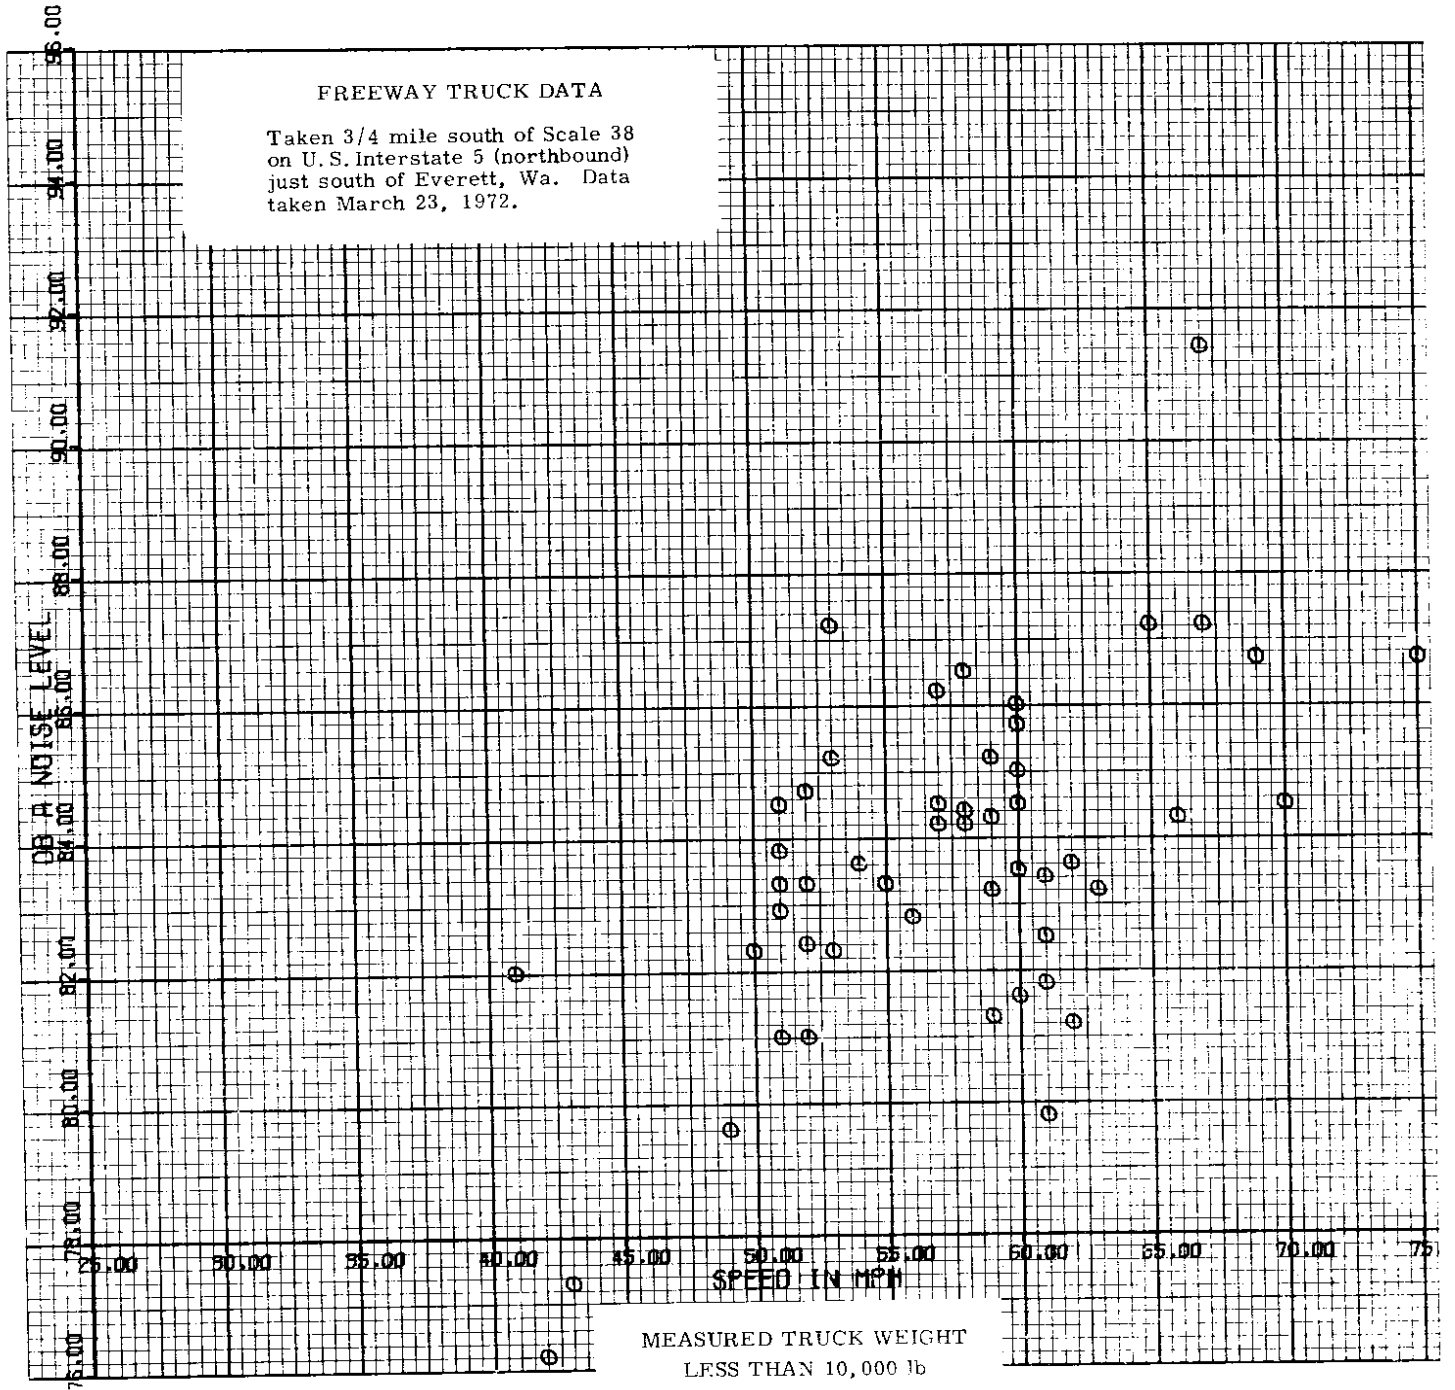 FREEWAY TRUCK DATA
Taken 3/4 mile south of Scale 38
on U.S. Interstate 5 (northbound)
just south of Everett, Wa. Data
taken March 23, 1972.
96.00
94.00
92.00
90.00
88.00
86.00
84.00
82.00
80.00
78.00
76.00
DB A NOISE LEVEL
25.00 30.00 35.00 40.00 45.00 50.00 55.00 60.00 65.00 70.00 75
SPEED IN MPH
MEASURED TRUCK WEIGHT
LESS THAN 10,000 lb